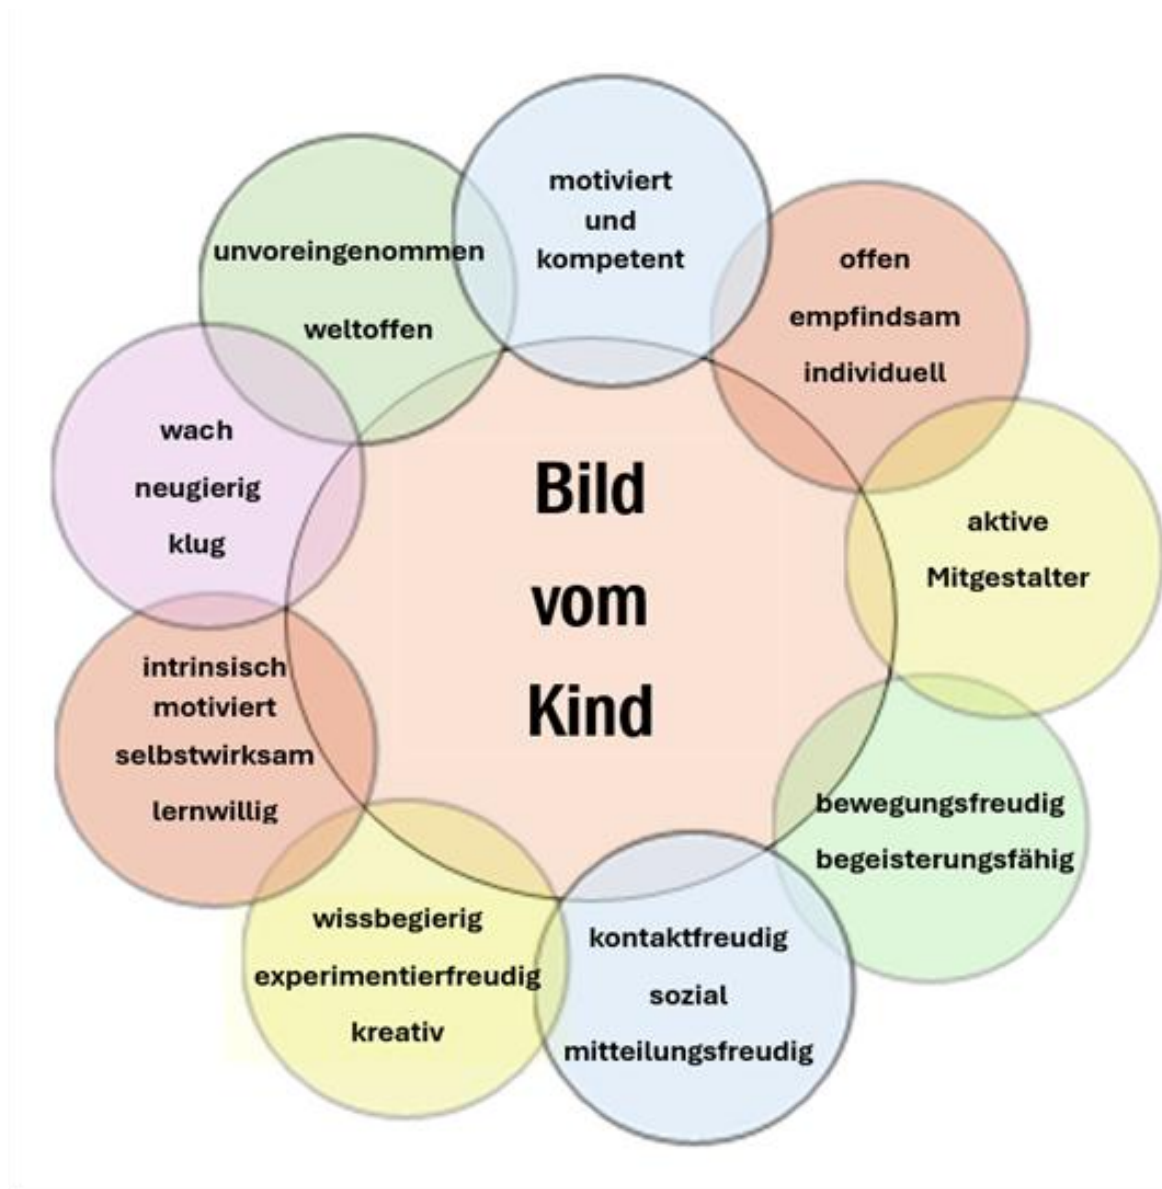 motiviert
und
kompetent
offen
empfindsam
individuell
aktive
Mitgestalter
bewegungsfreudig
begeisterungsfähig
kontaktfreudig
sozial
mitteilungsfreudig
wissbegierig
experimentierfreudig
kreativ
intrinsisch
motiviert
selbstwirksam
lernwillig
wach
neugierig
klug
unvoreingenommen
weltoffen
Bild
vom
Kind